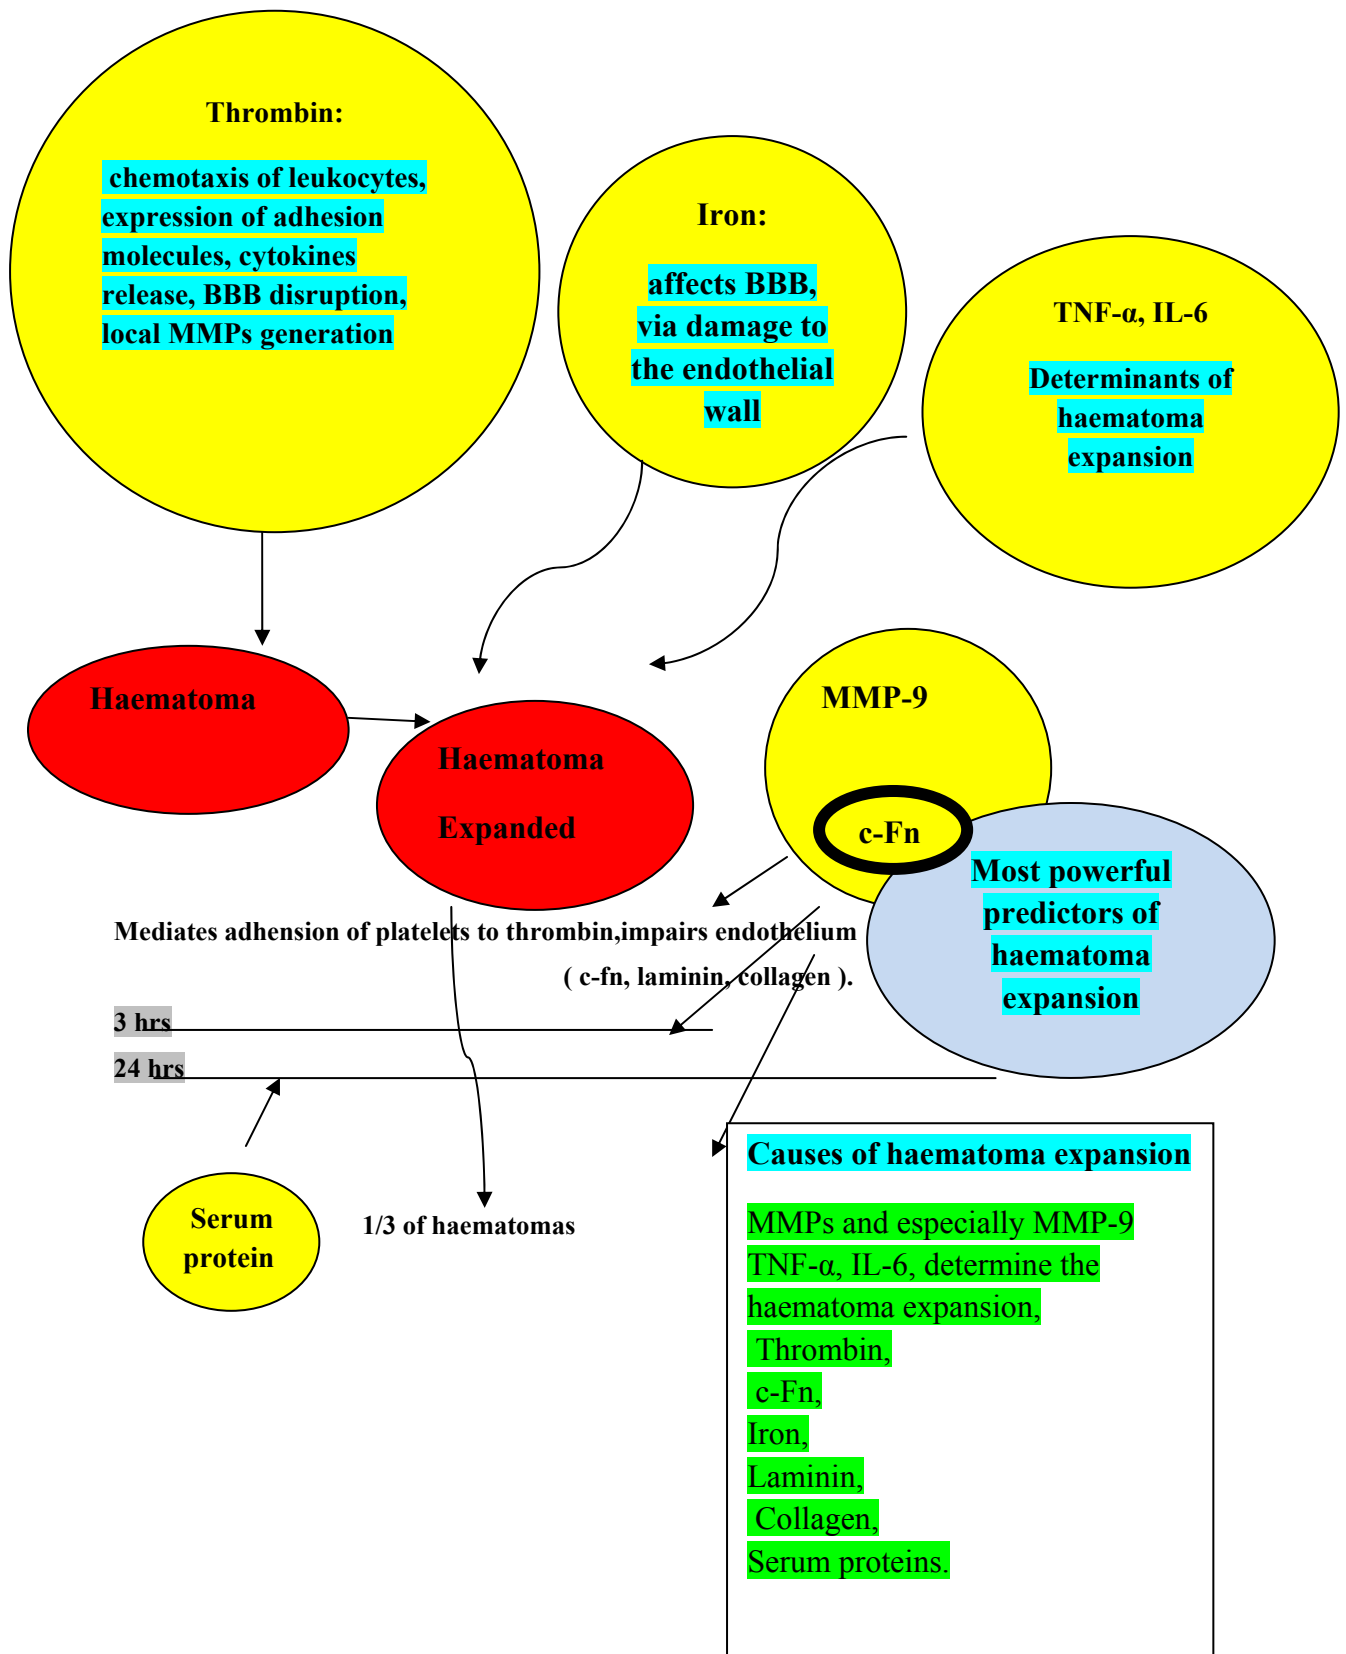 Thrombin:
chemotaxis of leukocytes,
expression of adhesion
molecules, cytokines
release, BBB disruption,
local MMPs generation
Iron:
affects BBB,
via damage to
the endothelial
wall
TNF-α, IL-6
Determinants of
haematoma
expansion
Haematoma
Haematoma
Expanded
MMP-9
c-Fn
Most powerful
predictors of
haematoma
expansion
Mediates adhension of platelets to thrombin,impairs endothelium
( c-fn, laminin, collagen ).
3 hrs
24 hrs
Serum
protein
1/3 of haematomas
Causes of haematoma expansion
MMPs and especially MMP-9
TNF-α, IL-6, determine the
haematoma expansion,
Thrombin,
c-Fn,
Iron,
Laminin,
Collagen,
Serum proteins.